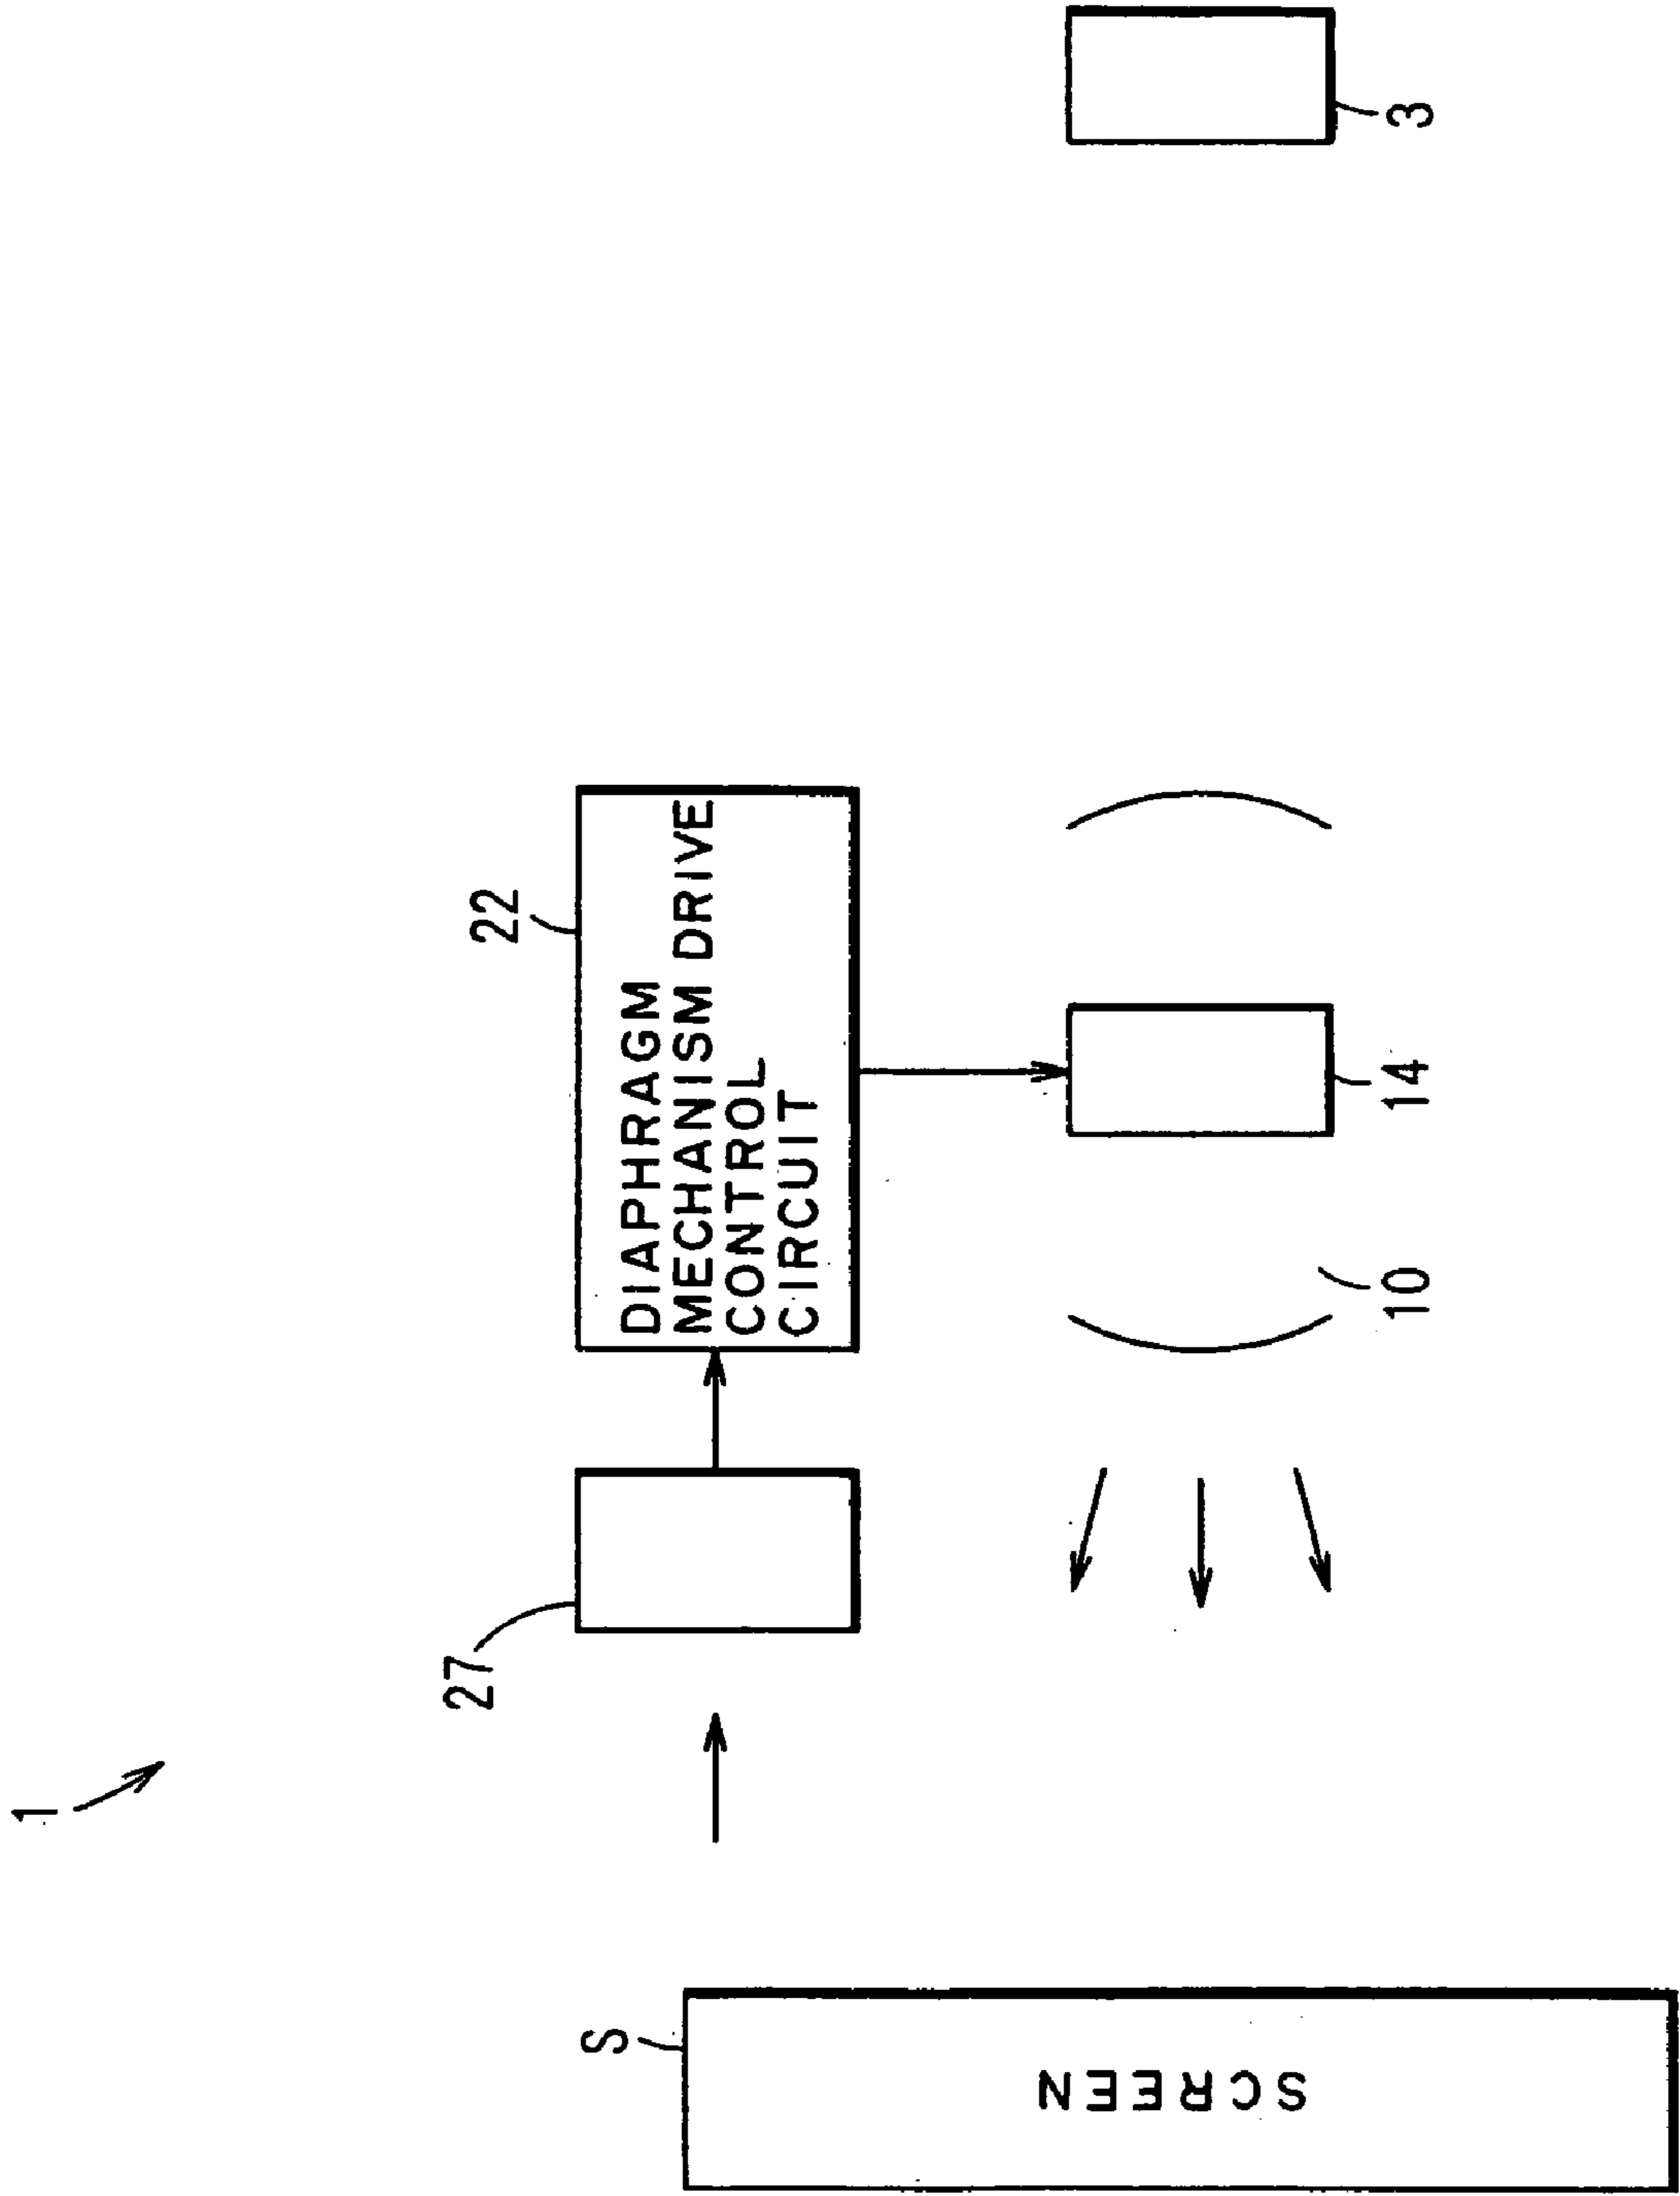 1
S
SCREEN
27
22
DIAPHRAGM
MECHANISM DRIVE
CONTROL
CIRCUIT
10
14
3